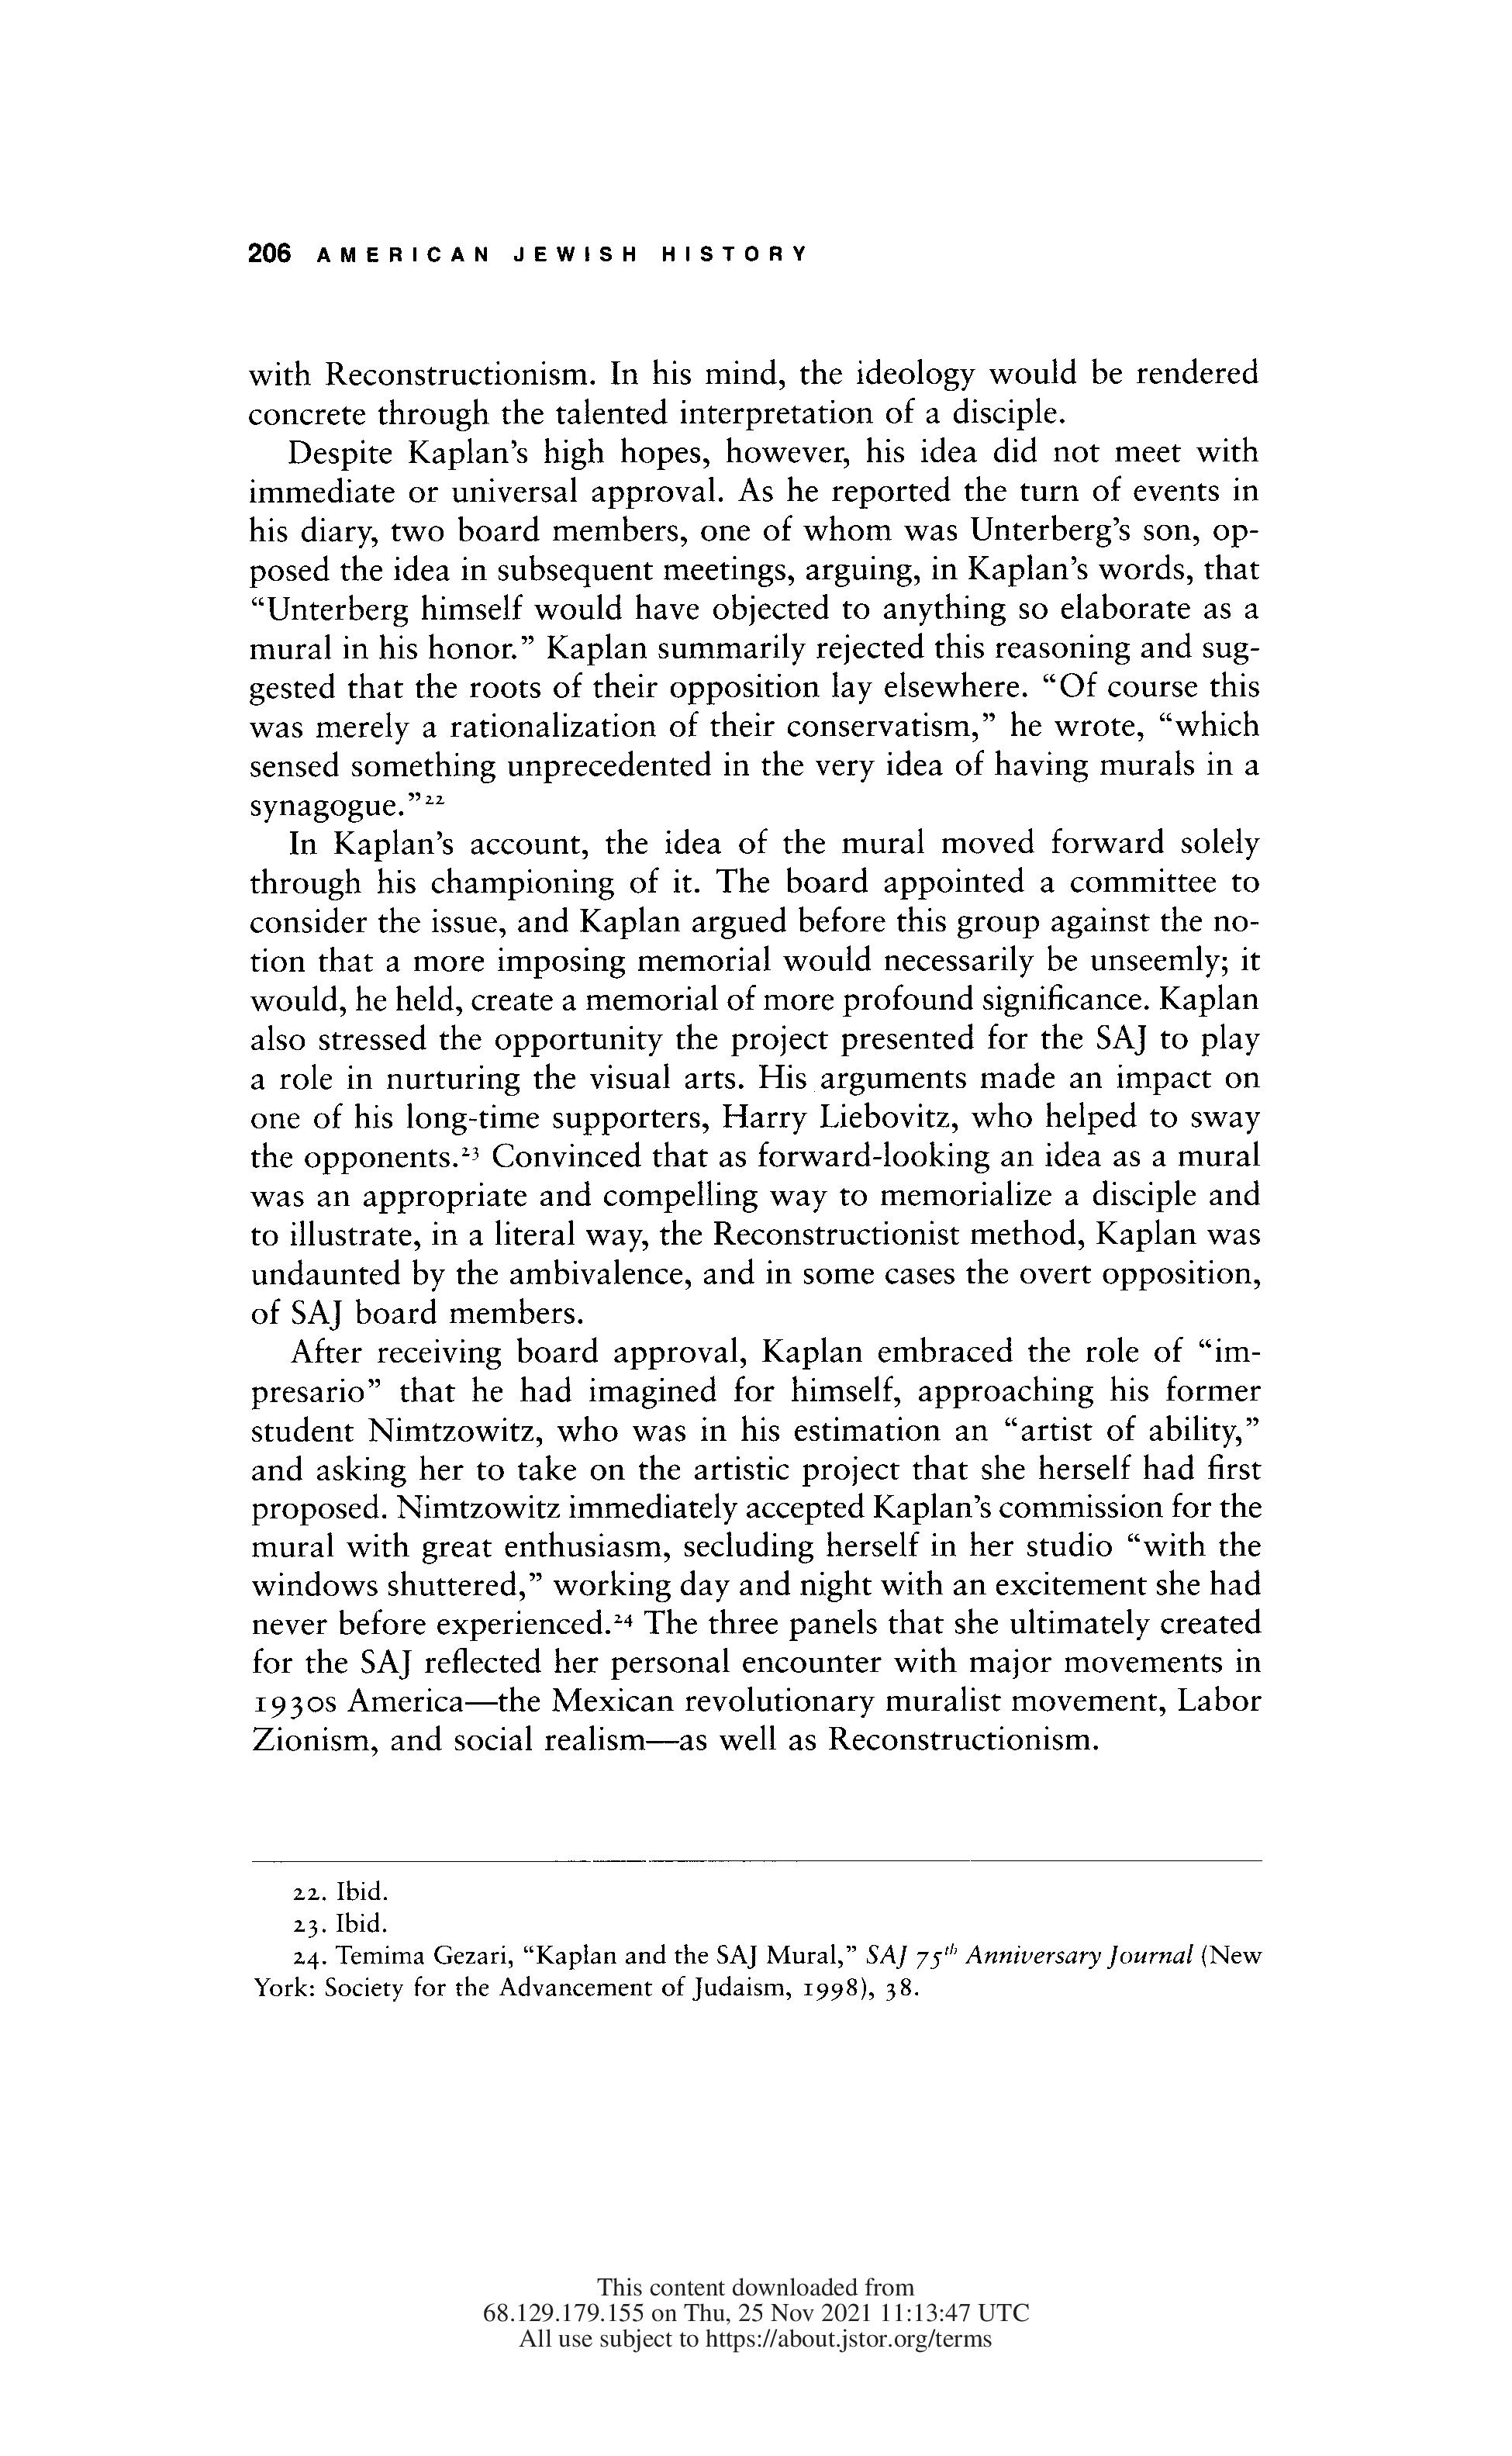 206 AMERICAN JEWISH HISTORY
with Reconstructionism. In his mind, the ideology would be rendered
concrete through the talented interpretation of a disciple.
Despite Kaplan’s high hopes, however, his idea did not meet with
immediate or universal approval. As he reported the turn of events in
his diary, two board members, one of whom was Unterberg’s son, op-
posed the idea in subsequent meetings, arguing, in Kaplan’s words, that
“Unterberg himself would have objected to anything so elaborate as a
mural in his honor.” Kaplan summarily rejected this reasoning and sug-
gested that the roots of their opposition lay elsewhere. “Of course this
was merely a rationalization of their conservatism,” he wrote, “which
sensed something unprecedented in the very idea of having murals in a
synagogue.”22
In Kaplan’s account, the idea of the mural moved forward solely
through his championing of it. The board appointed a committee to
consider the issue, and Kaplan argued before this group against the no-
tion that a more imposing memorial would necessarily be unseemly; it
would, he held, create a memorial of more profound significance. Kaplan
also stressed the opportunity the project presented for the SAJ to play
a role in nurturing the visual arts. His arguments made an impact on
one of his long-time supporters, Harry Liebovitz, who helped to sway
the opponents.23 Convinced that as forward-looking an idea as a mural
was an appropriate and compelling way to memorialize a disciple and
to illustrate, in a literal way, the Reconstructionist method, Kaplan was
undaunted by the ambivalence, and in some cases the overt opposition,
of SAJ board members.
After receiving board approval, Kaplan embraced the role of “im-
presario” that he had imagined for himself, approaching his former
student Nimtzowitz, who was in his estimation an “artist of ability,”
and asking her to take on the artistic project that she herself had first
proposed. Nimtzowitz immediately accepted Kaplan’s commission for the
mural with great enthusiasm, secluding herself in her studio “with the
windows shuttered,” working day and night with an excitement she had
never before experienced.24 The three panels that she ultimately created
for the SAJ reflected her personal encounter with major movements in
1930s America—the Mexican revolutionary muralist movement, Labor
Zionism, and social realism—as well as Reconstructionism.
22. Ibid.
23. Ibid.
24. Temima Gezari, “Kaplan and the SAJ Mural,” SAJ 75th Anniversary Journal (New
York: Society for the Advancement of Judaism, 1998), 38.
This content downloaded from
68.129.179.155 on Thu, 25 Nov 2021 11:13:47 UTC
All use subject to https://about.jstor.org/terms